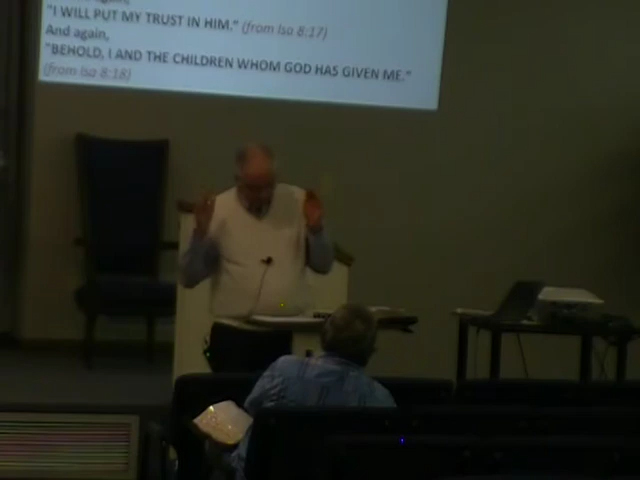 "I WILL PUT MY TRUST IN HIM." (from Isa 8:17)
And again,
"BEHOLD, I AND THE CHILDREN WHOM GOD HAS GIVEN ME."
(from Isa 8:18)